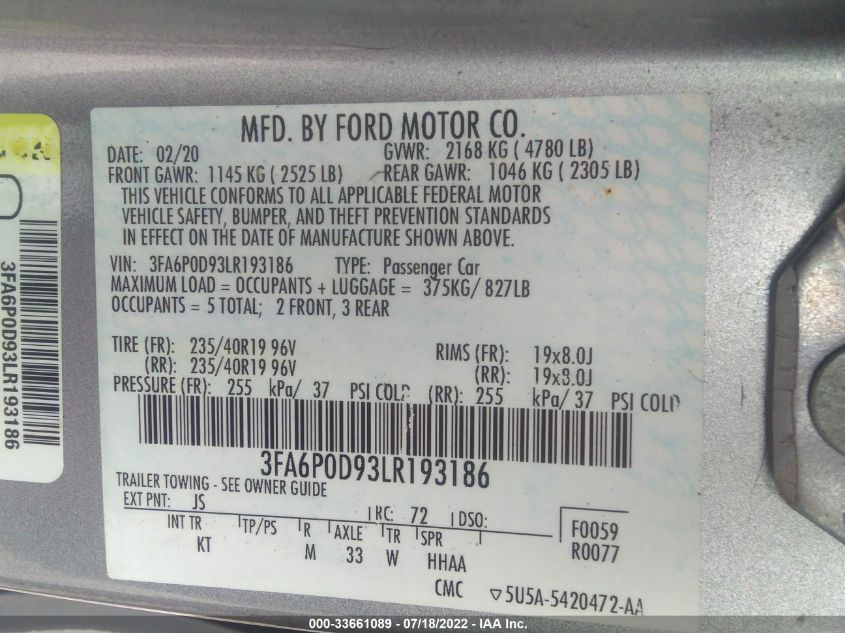 MFD. BY FORD MOTOR CO.
DATE: 02/20 GVWR: 2168 KG ( 4780 LB)
FRONT GAWR: 1145 KG ( 2525 LB) REAR GAWR: 1046 KG ( 2305 LB)
THIS VEHICLE CONFORMS TO ALL APPLICABLE FEDERAL MOTOR
VEHICLE SAFETY, BUMPER, AND THEFT PREVENTION STANDARDS
IN EFFECT ON THE DATE OF MANUFACTURE SHOWN ABOVE.
VIN: 3FA6P0D93LR193186 TYPE: Passenger Car
MAXIMUM LOAD = OCCUPANTS + LUGGAGE = 375KG/ 827LB
OCCUPANTS = 5 TOTAL; 2 FRONT, 3 REAR
TIRE (FR): 235/40R19 96V RIMS (FR): 19x8.0J
(RR): 235/40R19 96V (RR): 19x8.0J
PRESSURE (FR): 255 kPa/ 37 PSI COLD (RR): 255 kPa/ 37 PSI COLD
3FA6P0D93LR193186
TRAILER TOWING - SEE OWNER GUIDE
EXT PNT: JS RC: 72 DSO:
INT TR TP/PS R AXLE TR SPR F0059
KT M 33 W HHAA R0077
CMC ▽5U5A-5420472-AA
3FA6P0D93LR193186
000-33661089 - 07/18/2022 - IAA Inc.